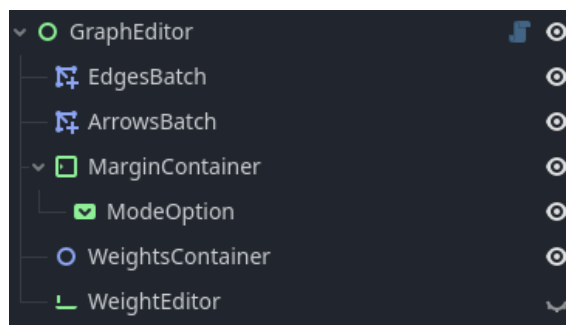 GraphEditor
EdgesBatch
ArrowsBatch
MarginContainer
ModeOption
WeightsContainer
WeightEditor